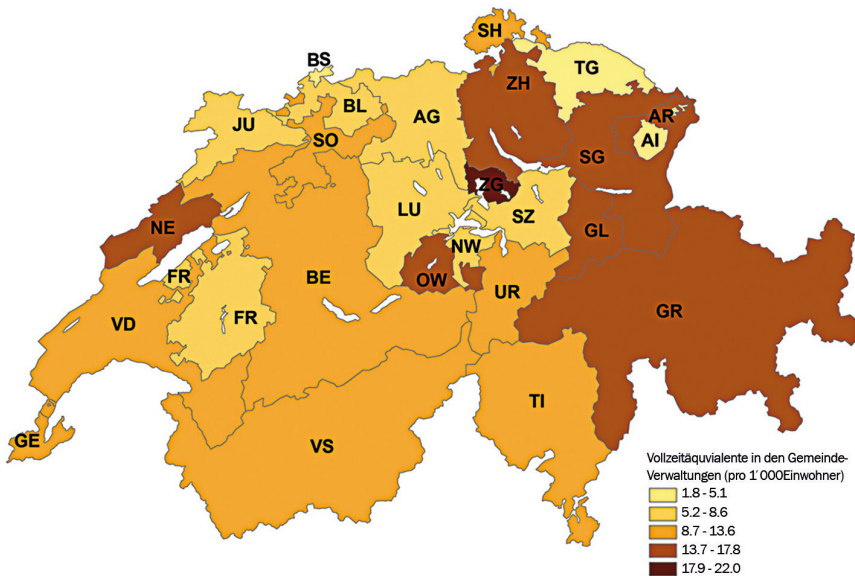 SH
BS
TG
ZH
BL
AG
AR
JU
SO
AI
SG
ZG
LU
SZ
NE
GL
NW
FR
BE
OW
UR
GR
VD
FR
TI
GE
VS
Vollzeitäquvialente in den Gemeinde-
Verwaltungen (pro 1´000Einwohner)
1.8 - 5.1
5.2 - 8.6
8.7 - 13.6
13.7 - 17.8
17.9 - 22.0